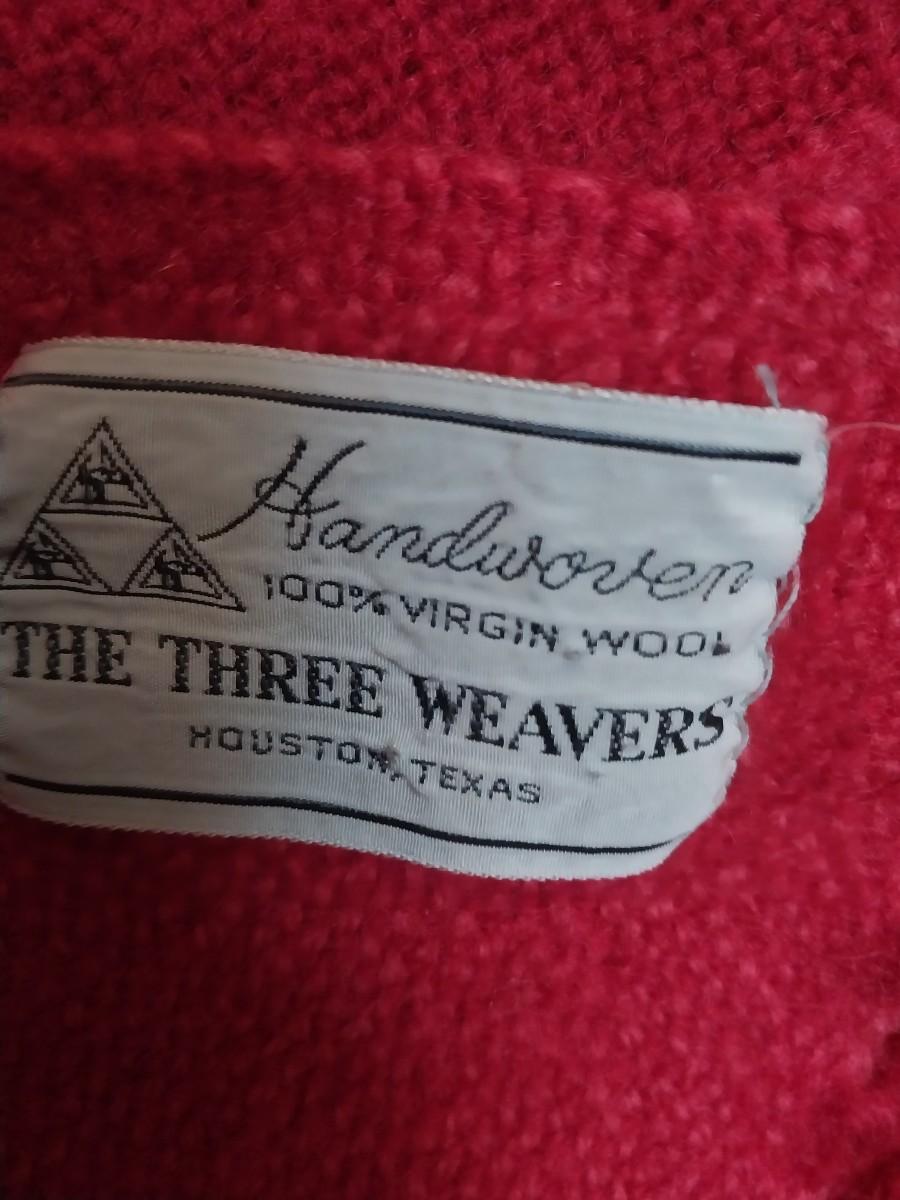 Handwoven
100% VIRGIN WOOL
THE THREE WEAVERS
HOUSTON, TEXAS